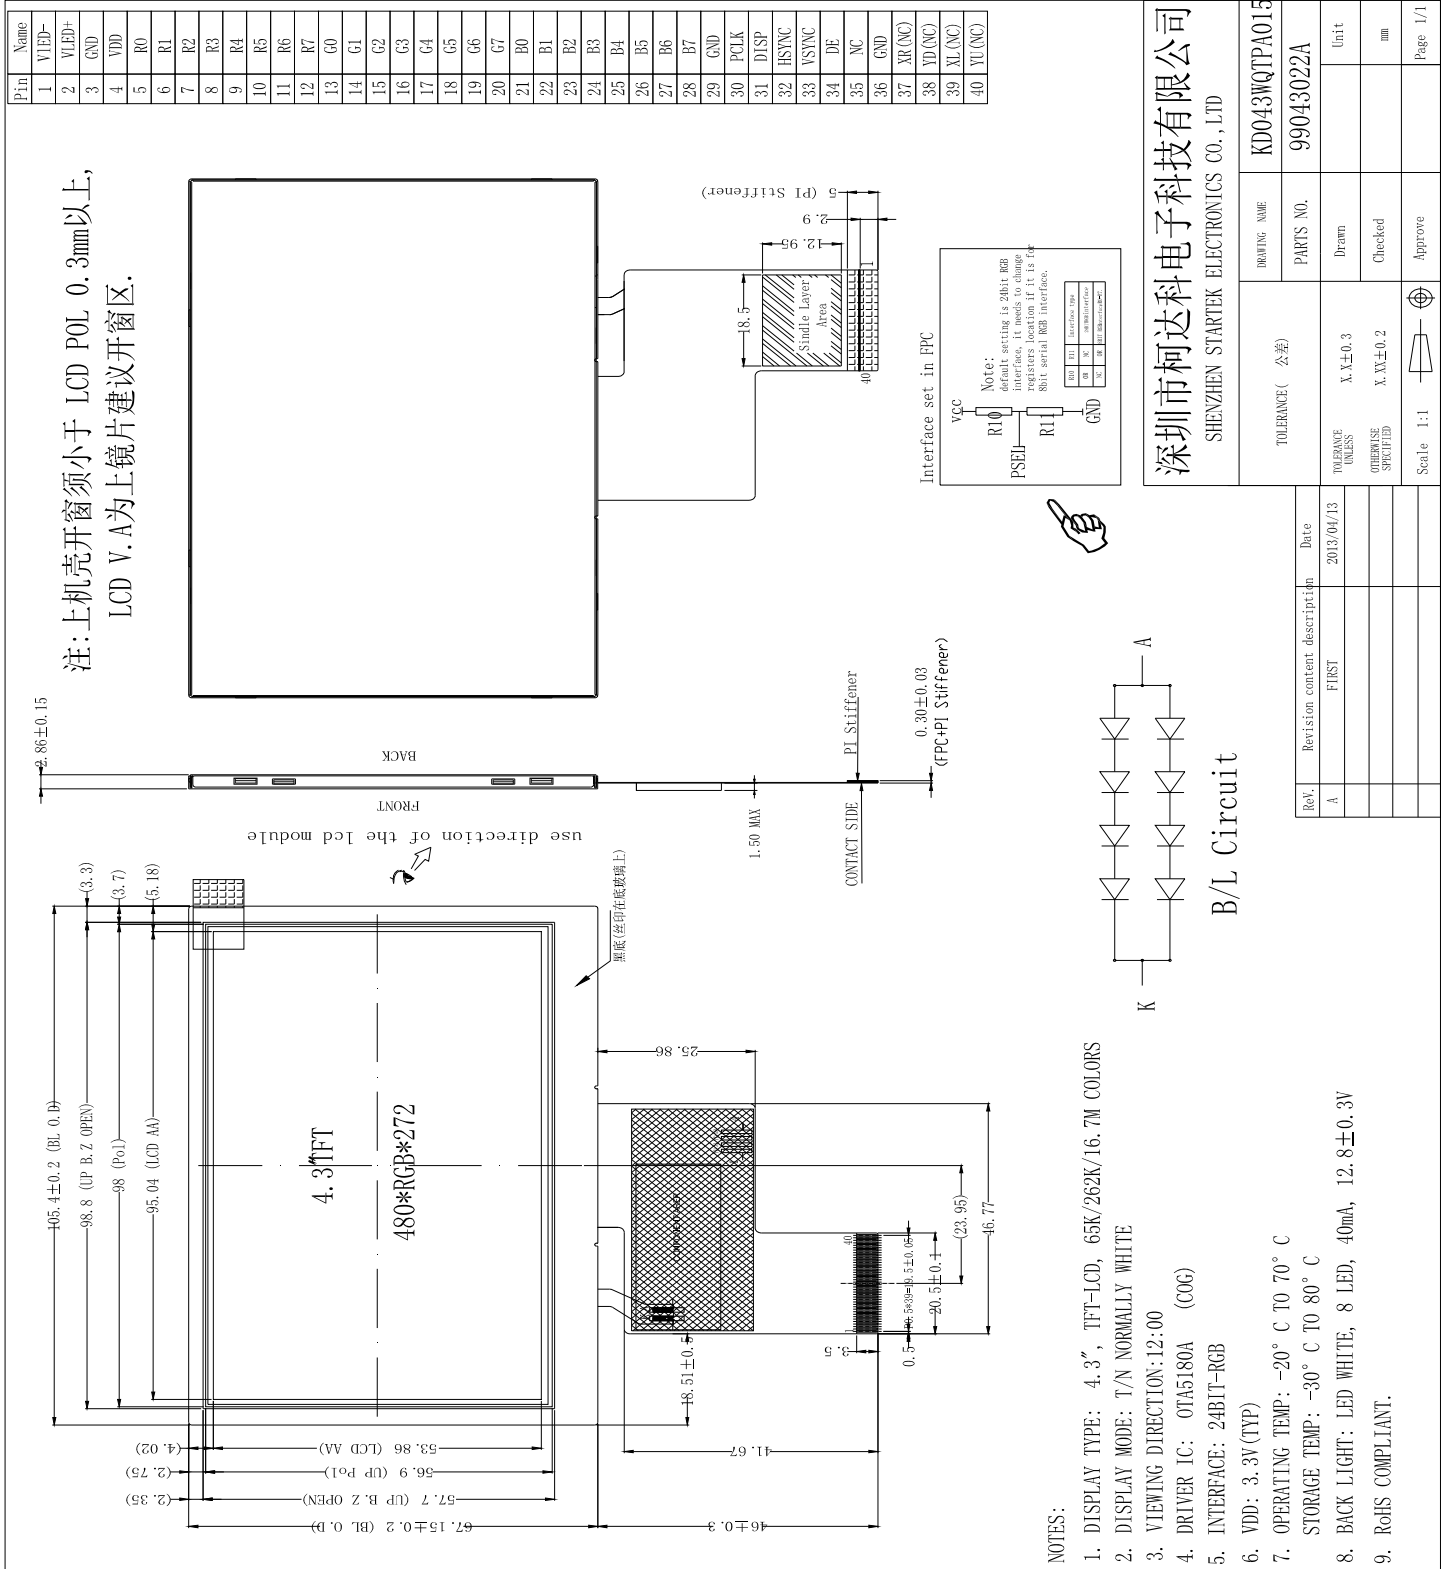 Pin Name
1 VLED-
2 VLED+
3 GND
4 VDD
5 R0
6 R1
7 R2
8 R3
9 R4
10 R5
11 R6
12 R7
13 G0
14 G1
15 G2
16 G3
17 G4
18 G5
19 G6
20 G7
21 B0
22 B1
23 B2
24 B3
25 B4
26 B5
27 B6
28 B7
29 GND
30 PCLK
31 DISP
32 HSYNC
33 VSYNC
34 DE
35 NC
36 GND
37 XR(NC)
38 YD(NC)
39 XL(NC)
40 YU(NC)
注:上机壳开窗须小于 LCD POL 0.3mm以上,
LCD V.A为上镜片建议开窗区.
105.4±0.2 (BL O.D)
98.8 (UP B.Z OPEN)
98 (Pol)
95.04 (LCD AA)
(3.3)
(3.7)
(5.18)
67.15±0.2 (BL O.D)
57.7 (UP B.Z OPEN)
56.9 (UP Pol)
53.86 (LCD AA)
(2.35)
(2.75)
(4.02)
4.3"TFT
480*RGB*272
use direction of the lcd module
黑底(丝印在底玻璃上)
25.86
18.51±0.5
41.67
46±0.3
3.5
0.5
P0.5*39=19.5±0.05
20.5±0.1
(23.95)
46.77
1
40
2.86±0.15
FRONT
BACK
1.50 MAX
CONTACT SIDE
PI Stiffener
0.30±0.03
(FPC+PI Stiffener)
18.5
12.95
2.9
5 (PI Stiffener)
Sindle Layer
Area
40
1
Interface set in FPC
VCC
R10
PSEL
R11
GND
Note:
default setting is 24bit RGB
interface, it needs to change
registers location if it is for
8bit serial RGB interface.
R10 R11 Interface type
0R NC
NC 0R
K
A
B/L Circuit
NOTES:
1. DISPLAY TYPE: 4.3", TFT-LCD, 65K/262K/16.7M COLORS
2. DISPLAY MODE: T/N NORMALLY WHITE
3. VIEWING DIRECTION:12:00
4. DRIVER IC: OTA5180A (COG)
5. INTERFACE: 24BIT-RGB
6. VDD: 3.3V(TYP)
7. OPERATING TEMP: -20° C TO 70° C
STORAGE TEMP: -30° C TO 80° C
8. BACK LIGHT: LED WHITE, 8 LED, 40mA, 12.8±0.3V
9. RoHS COMPLIANT.
ReV. Revision content description Date
A FIRST 2013/04/13
深圳市柯达科电子科技有限公司
SHENZHEN STARTEK ELECTRONICS CO.,LTD
TOLERANCE( 公差)
DRAWING NAME KD043WQTPA015
PARTS NO. 99043022A
TOLERANCE
UNLESS
X.X±0.3
Drawn
Unit
OTHERWISE
SPECIFIED
X.XX±0.2
Checked
mm
Scale 1:1
Approve
Page 1/1